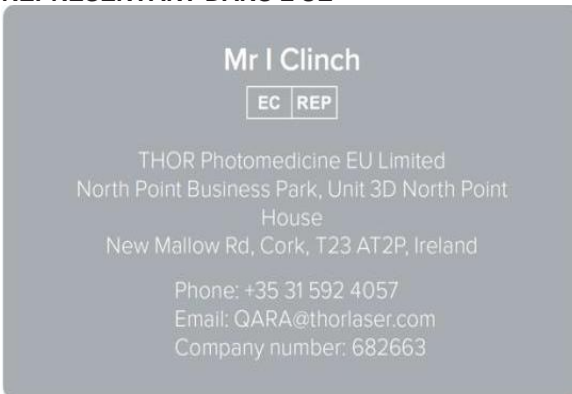 Mr I Clinch
EC REP
THOR Photomedicine EU Limited
North Point Business Park, Unit 3D North Point
House
New Mallow Rd, Cork, T23 AT2P, Ireland
Phone: +35 31 592 4057
Email: QARA@thorlaser.com
Company number: 682663